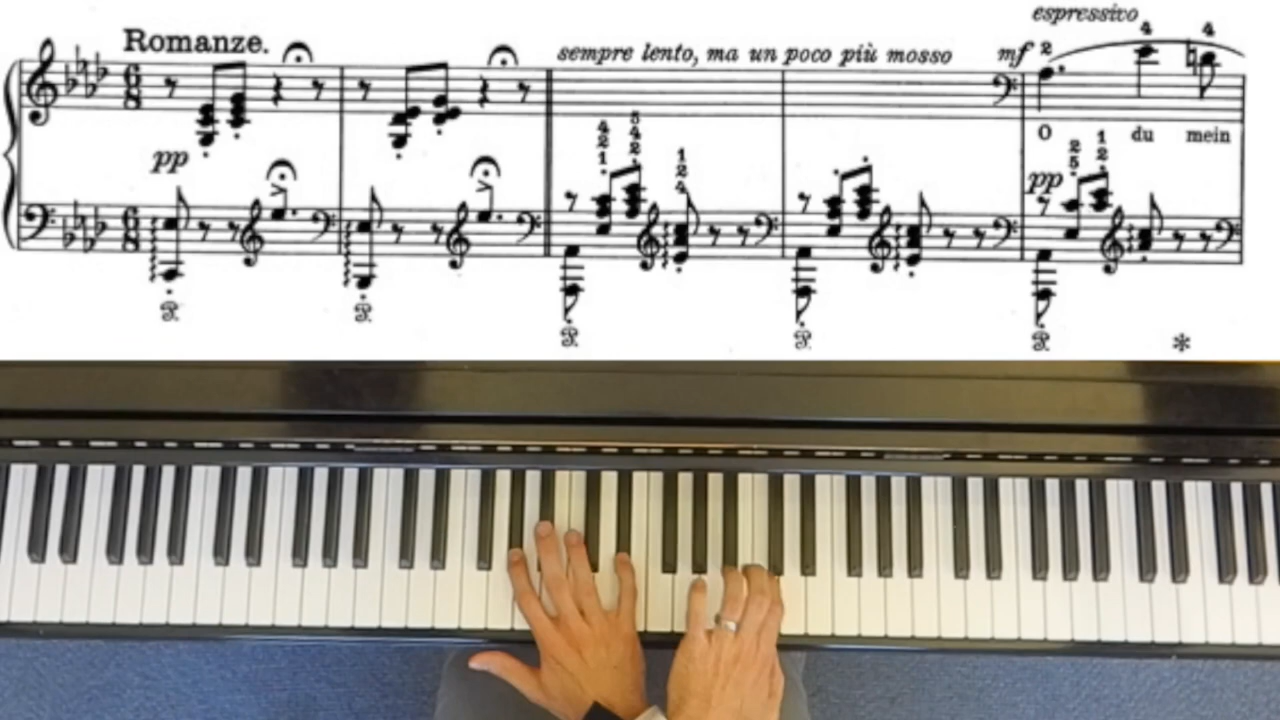 espressivo
Romanze.
sempre lento, ma un poco più mosso
mf
O du mein
pp
pp